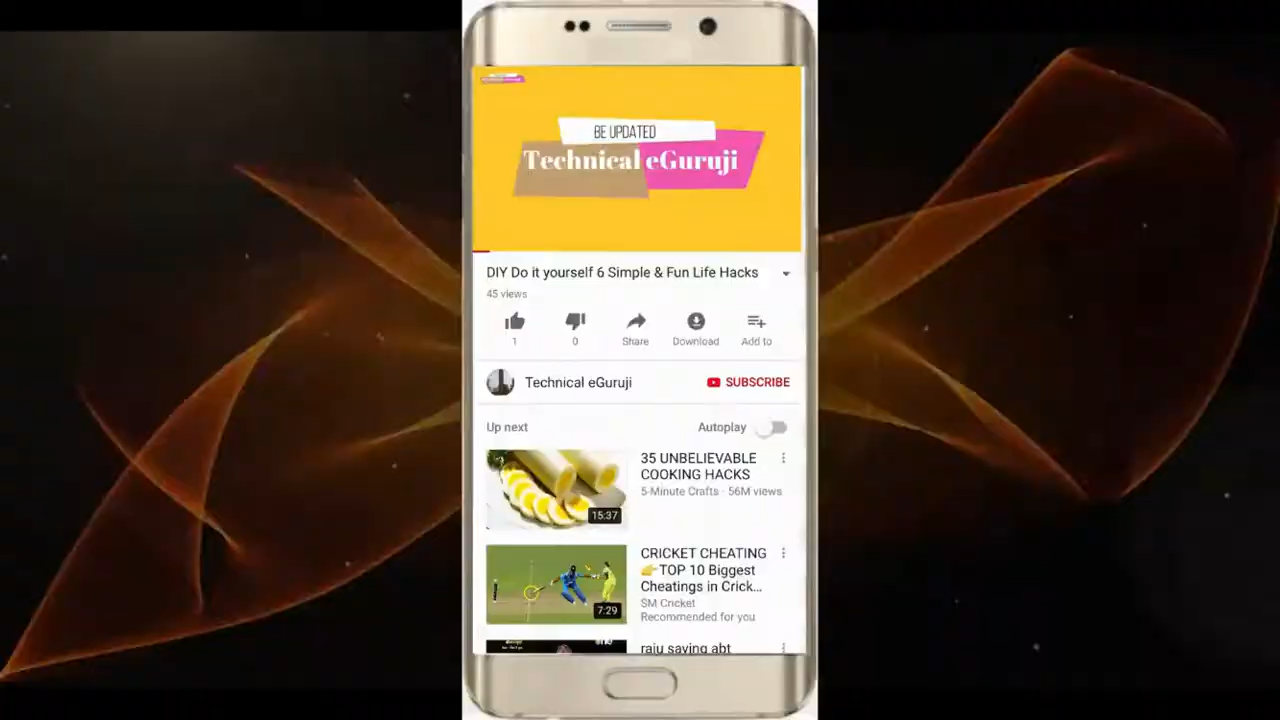 BE UPDATED
Technical eGuruji
DIY Do it yourself 6 Simple & Fun Life Hacks
45 views
1
0
Share
Download
Add to
Technical eGuruji
SUBSCRIBE
Up next
Autoplay
35 UNBELIEVABLE
COOKING HACKS
5-Minute Crafts · 56M views
15:37
CRICKET CHEATING
👉TOP 10 Biggest
Cheatings in Crick...
SM Cricket
Recommended for you
7:29
raju saying abt